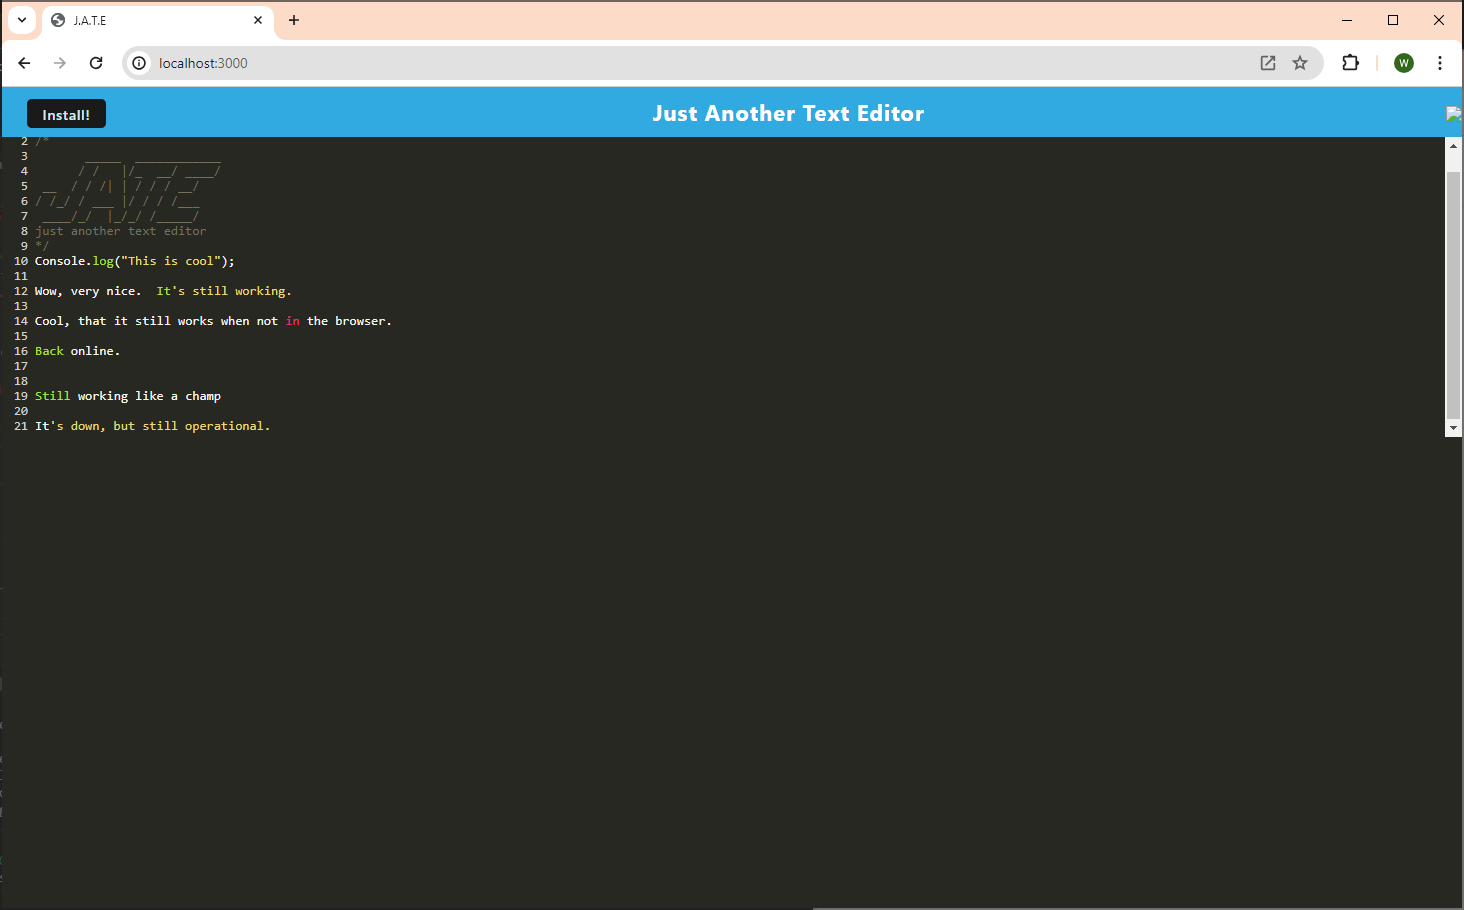 J.A.T.E
localhost:3000
W
Install!
Just Another Text Editor
2 /*
3        _____  ____________
4       / /   |/_  __/ ____/
5  __  / / /| | / / / __/
6 / /_/ / ___ |/ / / /___
7  ____/_/  |_/_/ /_____/
8 just another text editor
9 */
10 Console.log("This is cool");
11
12 Wow, very nice.  It's still working.
13
14 Cool, that it still works when not in the browser.
15
16 Back online.
17
18
19 Still working like a champ
20
21 It's down, but still operational.